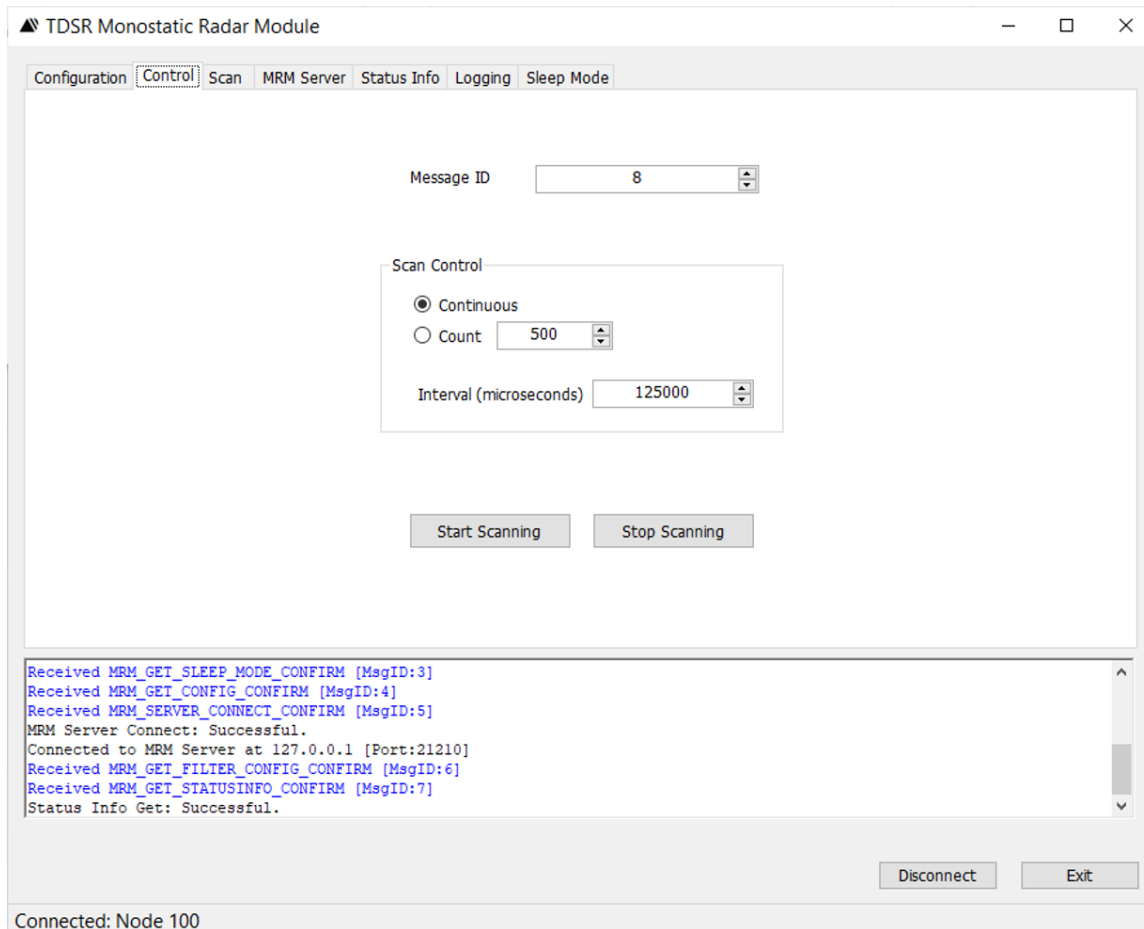 TDSR Monostatic Radar Module
Configuration Control Scan MRM Server Status Info Logging Sleep Mode
Message ID 8
Scan Control
Continuous
Count 500
Interval (microseconds) 125000
Start Scanning Stop Scanning
Received MRM_GET_SLEEP_MODE_CONFIRM [MsgID:3]
Received MRM_GET_CONFIG_CONFIRM [MsgID:4]
Received MRM_SERVER_CONNECT_CONFIRM [MsgID:5]
MRM Server Connect: Successful.
Connected to MRM Server at 127.0.0.1 [Port:21210]
Received MRM_GET_FILTER_CONFIG_CONFIRM [MsgID:6]
Received MRM_GET_STATUSINFO_CONFIRM [MsgID:7]
Status Info Get: Successful.
Disconnect Exit
Connected: Node 100